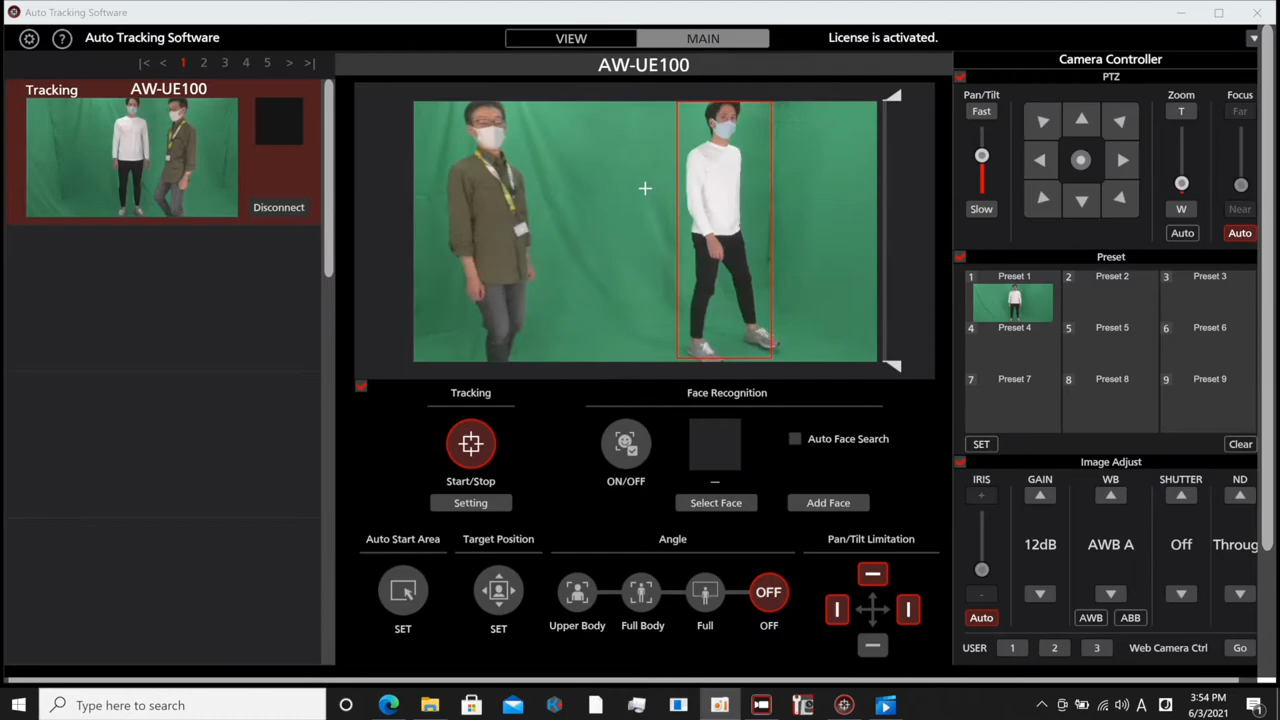 Auto Tracking Software
Auto Tracking Software
VIEW
MAIN
License is activated.
|< < 1 2 3 4 5 > >|
Tracking
AW-UE100
Disconnect
AW-UE100
Tracking
Start/Stop
Setting
Face Recognition
ON/OFF
—
Select Face
Auto Face Search
Add Face
Auto Start Area
SET
Target Position
SET
Angle
Upper Body
Full Body
Full
OFF
OFF
Pan/Tilt Limitation
Camera Controller
PTZ
Pan/Tilt
Fast
Slow
Zoom
T
W
Auto
Focus
Far
Near
Auto
Preset
1 Preset 1
2 Preset 2
3 Preset 3
4 Preset 4
5 Preset 5
6 Preset 6
7 Preset 7
8 Preset 8
9 Preset 9
SET
Clear
Image Adjust
IRIS
+
-
Auto
GAIN
12dB
WB
AWB A
AWB
ABB
SHUTTER
Off
ND
Throug
USER
1
2
3
Web Camera Ctrl
Go
Type here to search
A
3:54 PM
6/3/2021
1